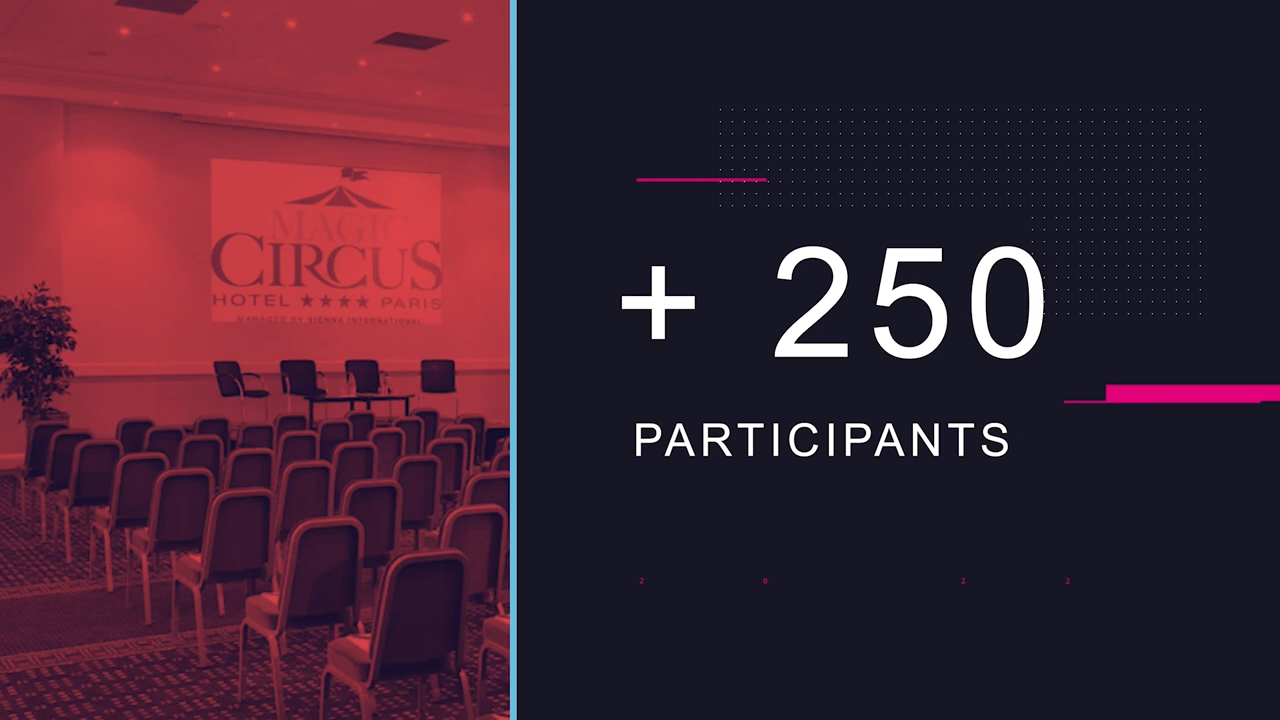 MAGIC
CIRCUS
HOTEL ★★★★ PARIS
MANAGED BY VIENNA INTERNATIONAL
+ 250
PARTICIPANTS
2 0 2 2